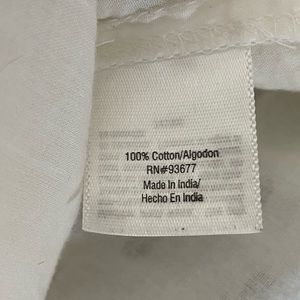 100% Cotton/Algodon
RN#93677
Made In India/
Hecho En India